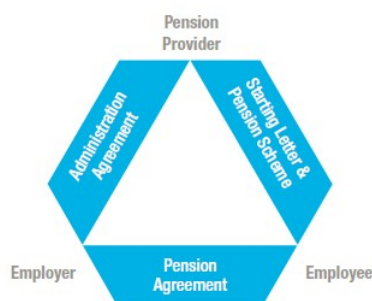 Pension
Provider
Administration
Agreement
Starting Letter &
Pension Scheme
Employer
Pension
Agreement
Employee